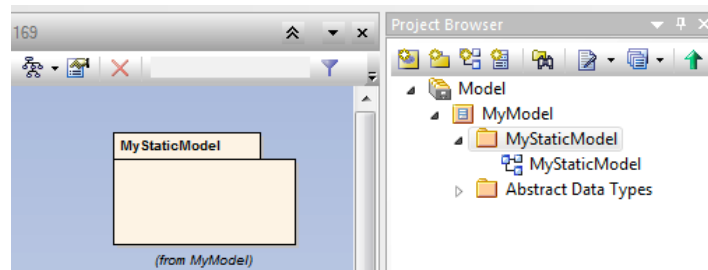 169
MyStaticModel
(from MyModel)
Project Browser
Model
MyModel
MyStaticModel
MyStaticModel
Abstract Data Types